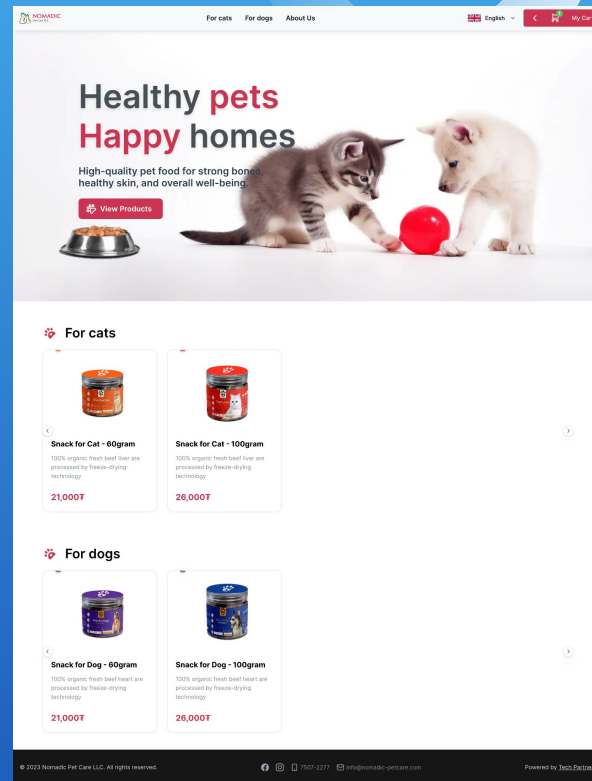 NOMADIC
For cats
For dogs
About Us
English
My Car
Healthy pets
Happy homes
High-quality pet food for strong bones,
healthy skin, and overall well-being.
View Products
For cats
Snack for Cat - 60gram
100% organic fresh beef liver are
processed by freeze-drying
technology
21,000₮
Snack for Cat - 100gram
100% organic fresh beef liver are
processed by freeze-drying
technology
26,000₮
For dogs
Snack for Dog - 60gram
100% organic fresh beef heart are
processed by freeze-drying
technology
21,000₮
Snack for Dog - 100gram
100% organic fresh beef heart are
processed by freeze-drying
technology
26,000₮
© 2023 Nomadic Pet Care LLC. All rights reserved.
7507-2277
info@nomadic-petcare.com
Powered by Tech Partne